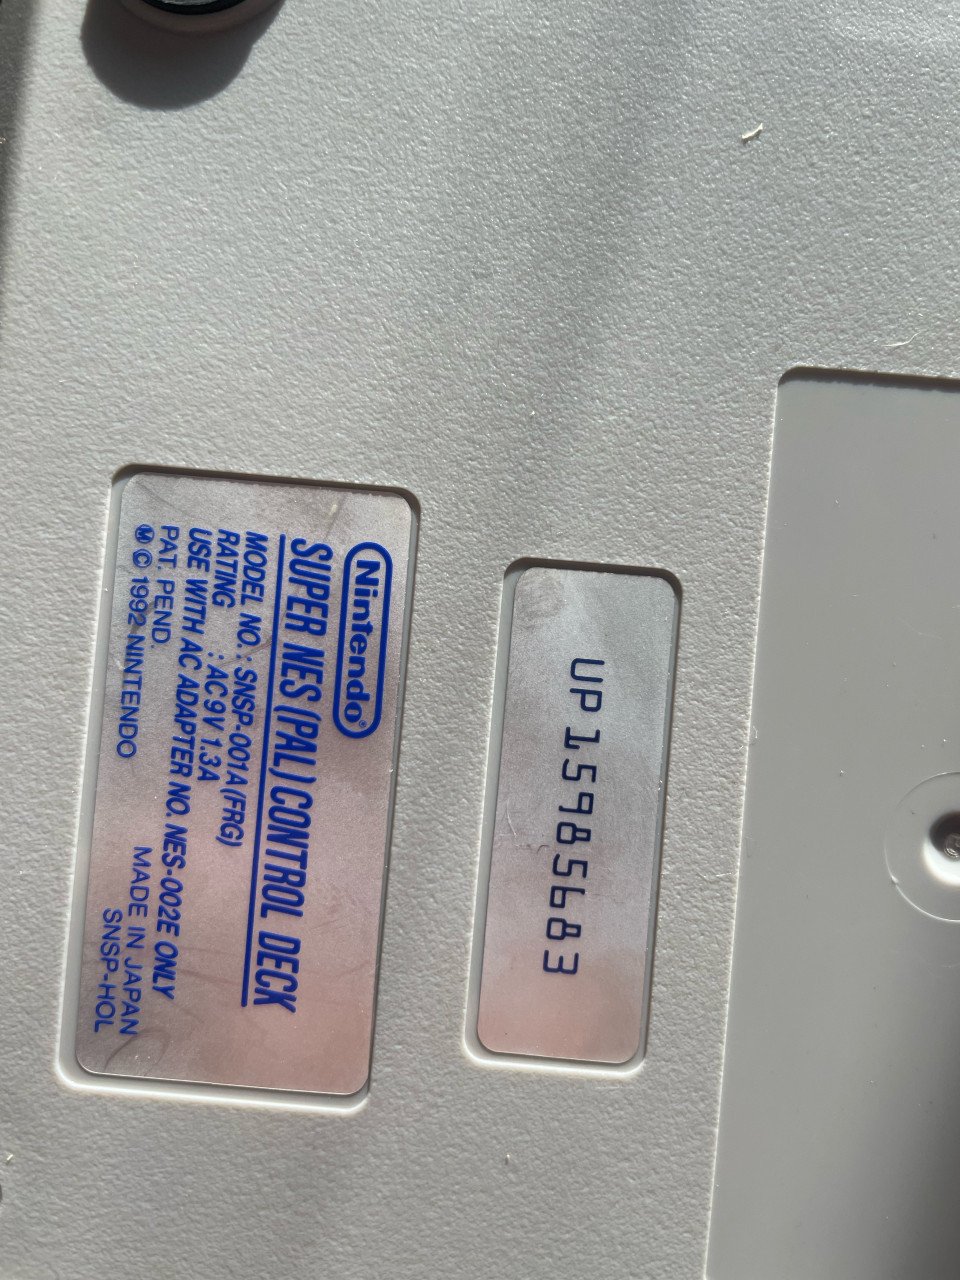 Nintendo®
SUPER NES (PAL) CONTROL DECK
MODEL NO. : SNSP-001A (FRG)
RATING : AC9V 1.3A
USE WITH AC ADAPTER NO. NES-002E ONLY
PAT. PEND.
Ⓜ © 1992 NINTENDO
MADE IN JAPAN
SNSP-HOL
UP15985683